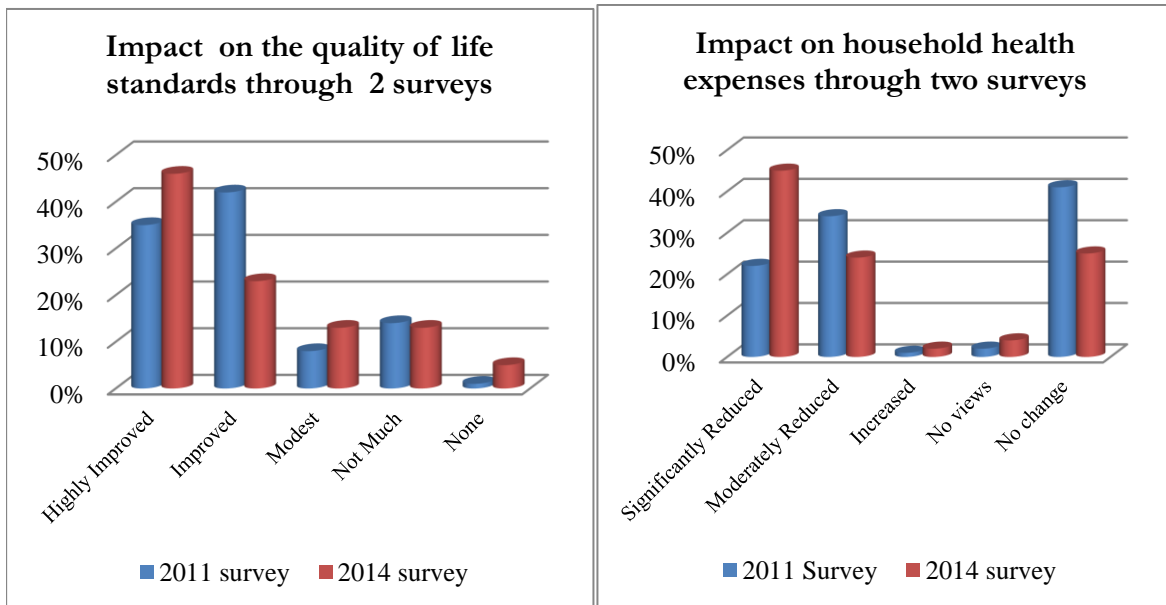 Impact on the quality of life
standards through 2 surveys
50%
40%
30%
20%
10%
0%
Highly Improved
Improved
Modest
Not Much
None
2011 survey
2014 survey
Impact on household health
expenses through two surveys
50%
40%
30%
20%
10%
0%
Significantly Reduced
Moderately Reduced
Increased
No views
No change
2011 Survey
2014 survey